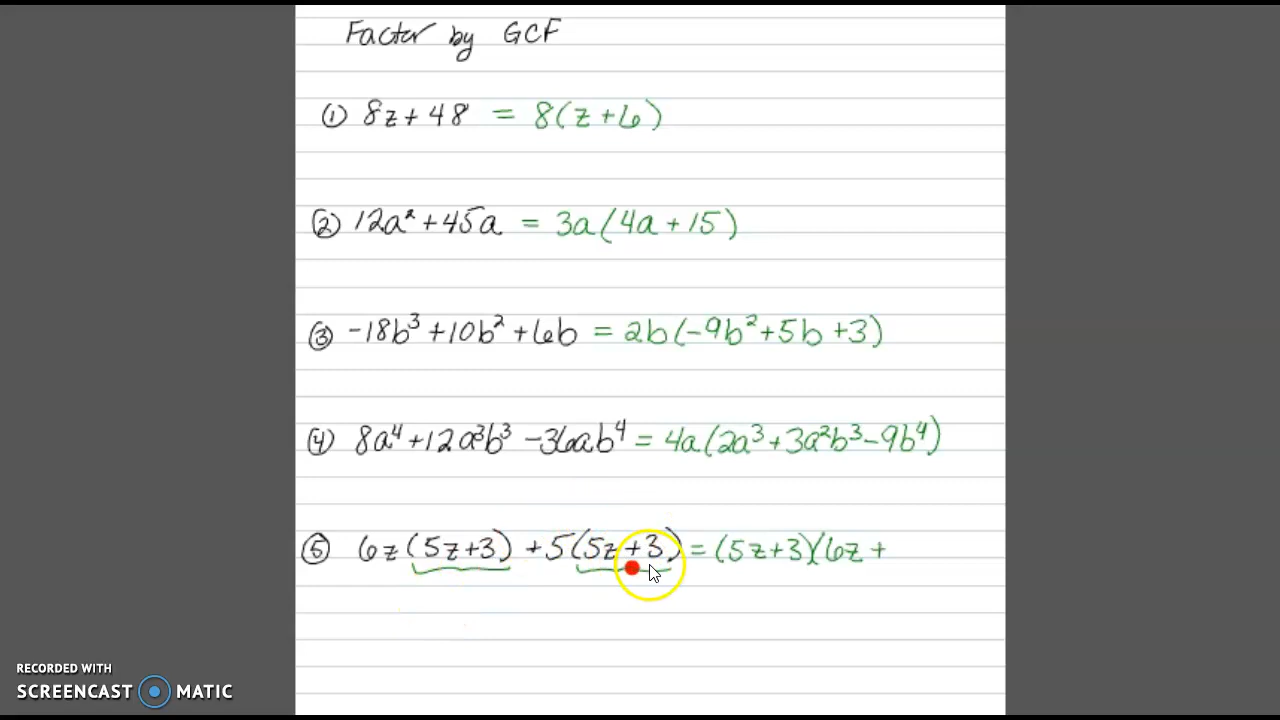 Factor by GCF
① 8z + 48 = 8(z + 6)
② 12a² + 45a = 3a(4a + 15)
③ -18b³ + 10b² + 6b = 2b(-9b² + 5b + 3)
④ 8a⁴ + 12a³b³ - 36ab⁴ = 4a(2a³ + 3a²b³ - 9b⁴)
⑤ 6z(5z+3) + 5(5z+3) = (5z+3)(6z +
RECORDED WITH
SCREENCAST MATIC